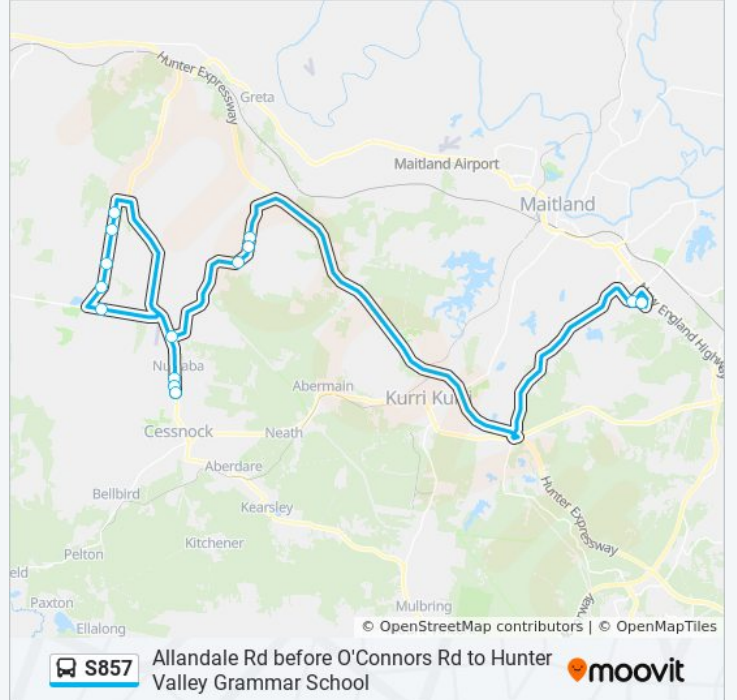 Hunter Expressway
Greta
Maitland Airport
Maitland
New England Highway
Nulkaba
Abermain
Kurri Kurri
Cessnock
Neath
Aberdare
Bellbird
Kearsley
Hunter Expressway
Kitchener
Pelton
eld
Paxton
Mulbring
way
Ellalong
© OpenStreetMap contributors | © OpenMapTiles
S857
Allandale Rd before O'Connors Rd to Hunter
Valley Grammar School
moovit